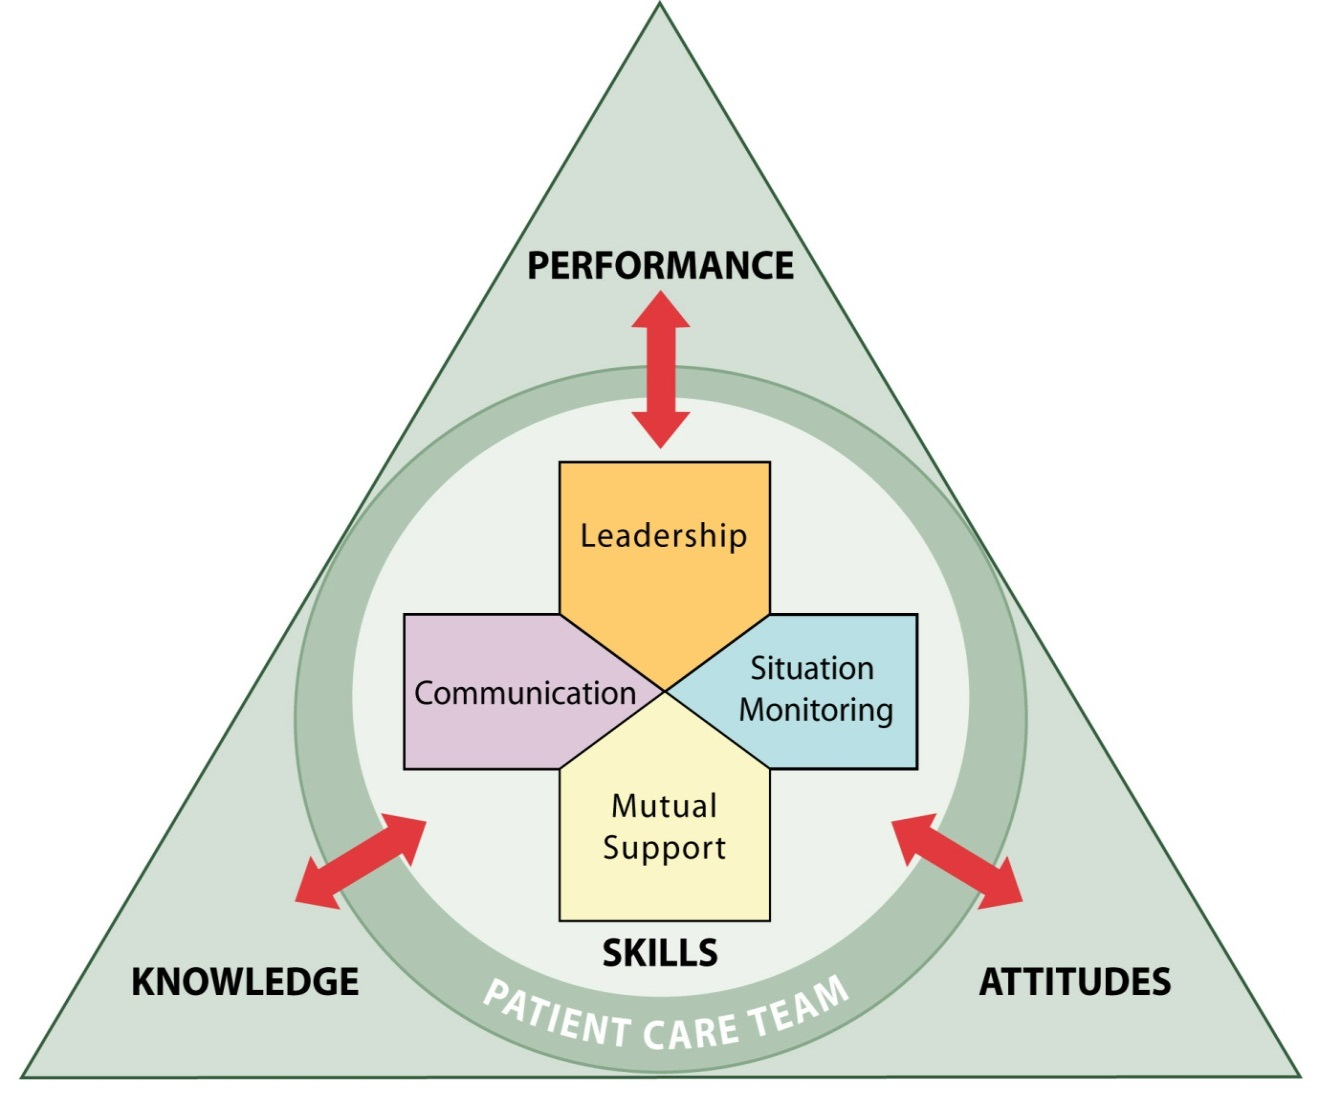 PERFORMANCE
Leadership
Communication
Situation
Monitoring
Mutual
Support
SKILLS
KNOWLEDGE
ATTITUDES
PATIENT CARE TEAM